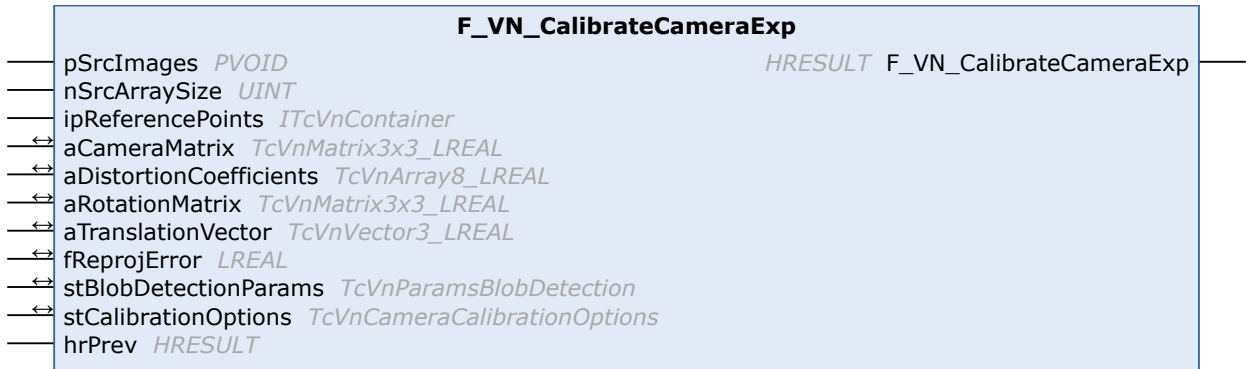 F_VN_CalibrateCameraExp
pSrcImages PVOID HRESULT F_VN_CalibrateCameraExp
nSrcArraySize UINT
ipReferencePoints ITcVnContainer
aCameraMatrix TcVnMatrix3x3_LREAL
aDistortionCoefficients TcVnArray8_LREAL
aRotationMatrix TcVnMatrix3x3_LREAL
aTranslationVector TcVnVector3_LREAL
fReprojError LREAL
stBlobDetectionParams TcVnParamsBlobDetection
stCalibrationOptions TcVnCameraCalibrationOptions
hrPrev HRESULT